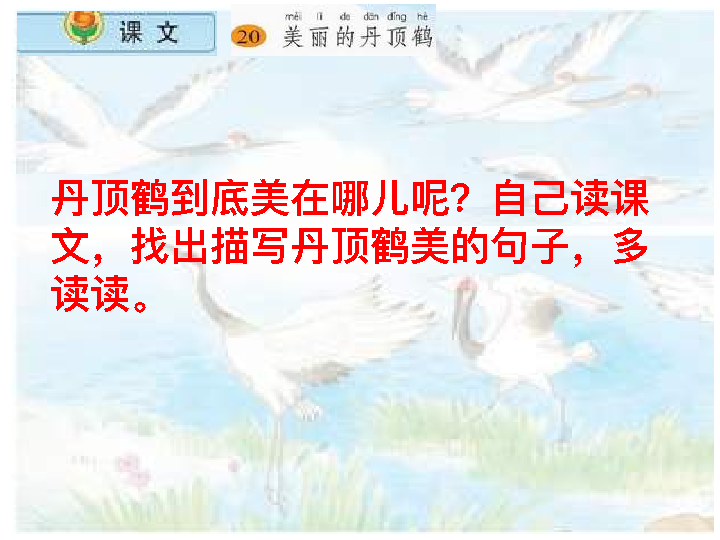 měi lì de dān dǐng hè
课文 20 美丽的丹顶鹤
丹顶鹤到底美在哪儿呢？自己读课
文，找出描写丹顶鹤美的句子，多
读读。